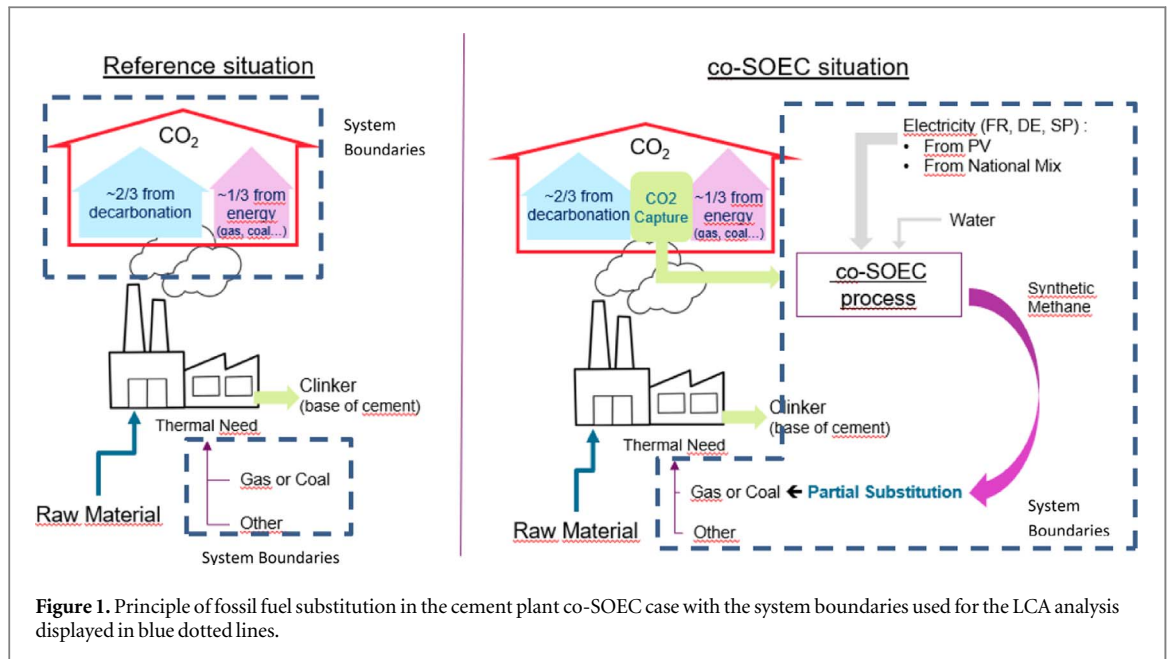 Reference situation
System
Boundaries
CO2
~2/3 from
decarbonation
~1/3 from
energy
(gas, coal...)
Clinker
(base of cement)
Thermal Need
Gas or Coal
Other
Raw Material
System Boundaries
co-SOEC situation
CO2
~2/3 from
decarbonation
CO2
Capture
~1/3 from
energy
(gas, coal...)
Electricity (FR, DE, SP) :
• From PV
• From National Mix
Water
co-SOEC
process
Synthetic
Methane
Clinker
(base of cement)
Thermal Need
Gas or Coal ← Partial Substitution
Other
Raw Material
System
Boundaries
Figure 1. Principle of fossil fuel substitution in the cement plant co-SOEC case with the system boundaries used for the LCA analysis
displayed in blue dotted lines.